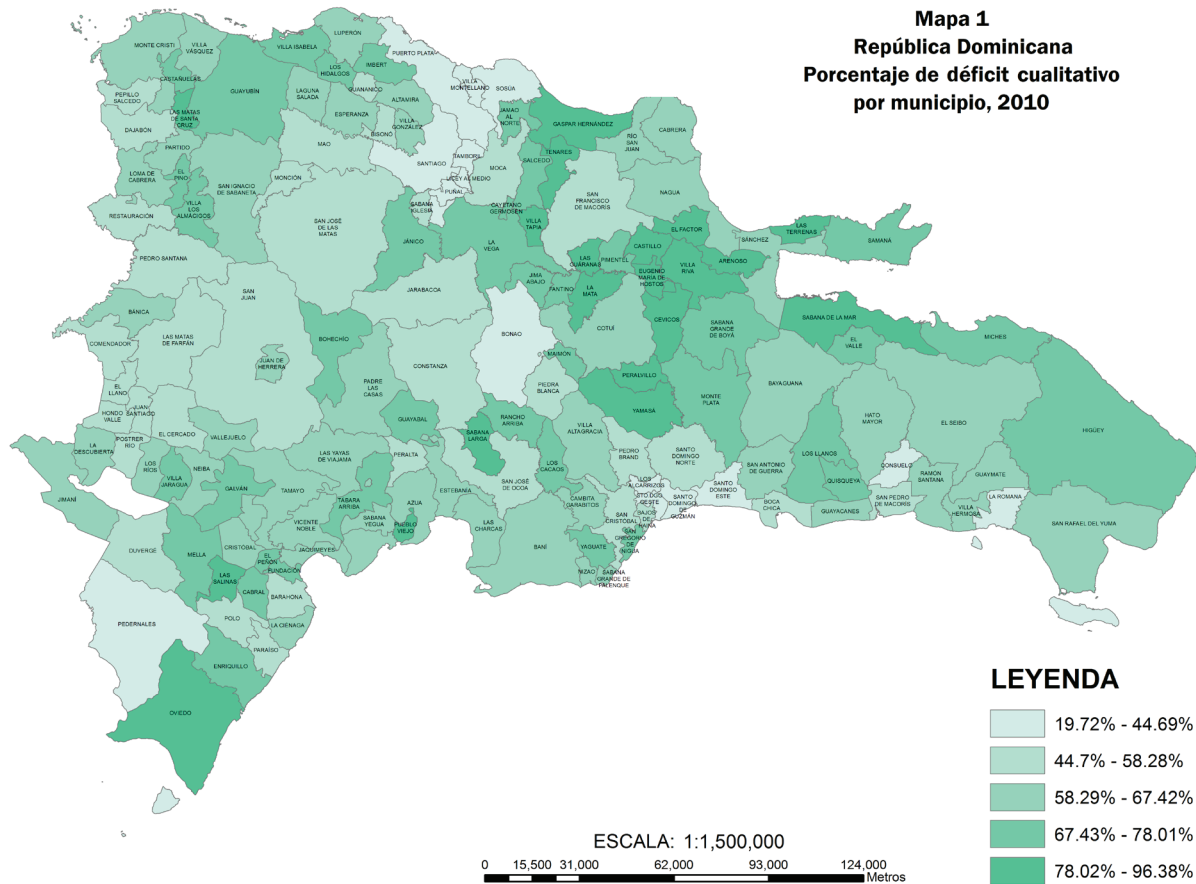 Mapa 1
República Dominicana
Porcentaje de déficit cualitativo
por municipio, 2010
MONTE CRISTI
VILLA
VÁSQUEZ
VILLA ISABELA
LUPERÓN
PUERTO PLATA
LOS
HIDALGOS
IMBERT
CASTAÑUELAS
GUAYUBÍN
GUANANICO
VILLA
MONTELLANO
SOSÚA
PEPILLO
SALCEDO
LAGUNA
SALADA
ALTAMIRA
LAS MATAS
DE SANTA
CRUZ
ESPERANZA
VILLA
GONZÁLEZ
BISONÓ
JAMAO
AL
NORTE
GASPAR HERNÁNDEZ
CABRERA
RÍO
SAN
JUAN
DAJABÓN
MAO
PARTIDO
SANTIAGO
TAMBORIL
TENARES
SALCEDO
MOCA
LICEY AL MEDIO
PUÑAL
LOMA DE
CABRERA
EL
PINO
SAN IGNACIO
DE SABANETA
MONCIÓN
SAN
FRANCISCO
DE MACORÍS
NAGUA
VILLA
LOS
ALMÁCIGOS
SABANA
IGLESIA
CAYETANO
GERMOSÉN
RESTAURACIÓN
SAN JOSÉ
DE LAS
MATAS
JÁNICO
LA
VEGA
VILLA
TAPIA
EL FACTOR
SÁNCHEZ
LAS
TERRENAS
SAMANÁ
CASTILLO
PEDRO SANTANA
LAS
GUÁRANAS
PIMENTEL
VILLA
RIVA
ARENOSO
EUGENIO
MARÍA DE
HOSTOS
JIMA
ABAJO
FANTINO
LA
MATA
SAN
JUAN
JARABACOA
BÁNICA
BONAO
COTUÍ
CEVICOS
SABANA
GRANDE
DE BOYÁ
SABANA DE LA MAR
EL
VALLE
MICHES
COMENDADOR
LAS MATAS
DE FARFÁN
BOHECHÍO
JUAN DE
HERRERA
CONSTANZA
MAIMÓN
PIEDRA
BLANCA
PERALVILLO
BAYAGUANA
EL
LLANO
PADRE
LAS
CASAS
YAMASÁ
MONTE
PLATA
HONDO
VALLE
JUAN
SANTIAGO
GUAYABAL
RANCHO
ARRIBA
SABANA
LARGA
VILLA
ALTAGRACIA
HATO
MAYOR
EL SEIBO
HIGÜEY
LA
DESCUBIERTA
POSTRER
RÍO
EL CERCADO
VALLEJUELO
LAS YAYAS
DE VIAJAMA
PERALTA
LOS
CACAOS
PEDRO
BRAND
SANTO
DOMINGO
NORTE
LOS LLANOS
CONSUELO
LOS
RÍOS
NEIBA
SAN ANTONIO
DE GUERRA
QUISQUEYA
RAMÓN
SANTANA
GUAYMATE
JIMANÍ
VILLA
JARAGUA
GALVÁN
TAMAYO
SAN JOSÉ
DE OCOA
LOS
ALCARRIZOS
STO DGO
OESTE
SANTO
DOMINGO
DE
GUZMÁN
SANTO
DOMINGO
ESTE
BOCA
CHICA
GUAYACANES
SAN PEDRO
DE MACORÍS
VILLA
HERMOSA
LA ROMANA
TÁBARA
ARRIBA
AZUA
ESTEBANÍA
CAMBITA
GARABITOS
SAN
CRISTÓBAL
BAJOS
DE
HAINA
VICENTE
NOBLE
SABANA
YEGUA
PUEBLO
VIEJO
LAS
CHARCAS
SAN
GREGORIO
DE
NIGUA
SAN RAFAEL DEL YUMA
DUVERGÉ
MELLA
CRISTOBAL
JAQUIMEYES
EL
PEÑÓN
FUNDACIÓN
BANÍ
YAGUATE
NIZAO
SABANA
GRANDE DE
PALENQUE
LAS
SALINAS
CABRAL
BARAHONA
PEDERNALES
POLO
LA CIENAGA
PARAÍSO
ENRIQUILLO
OVIEDO
LEYENDA
19.72% - 44.69%
44.7% - 58.28%
58.29% - 67.42%
67.43% - 78.01%
78.02% - 96.38%
ESCALA: 1:1,500,000
0 15,500 31,000 62,000 93,000 124,000
Metros